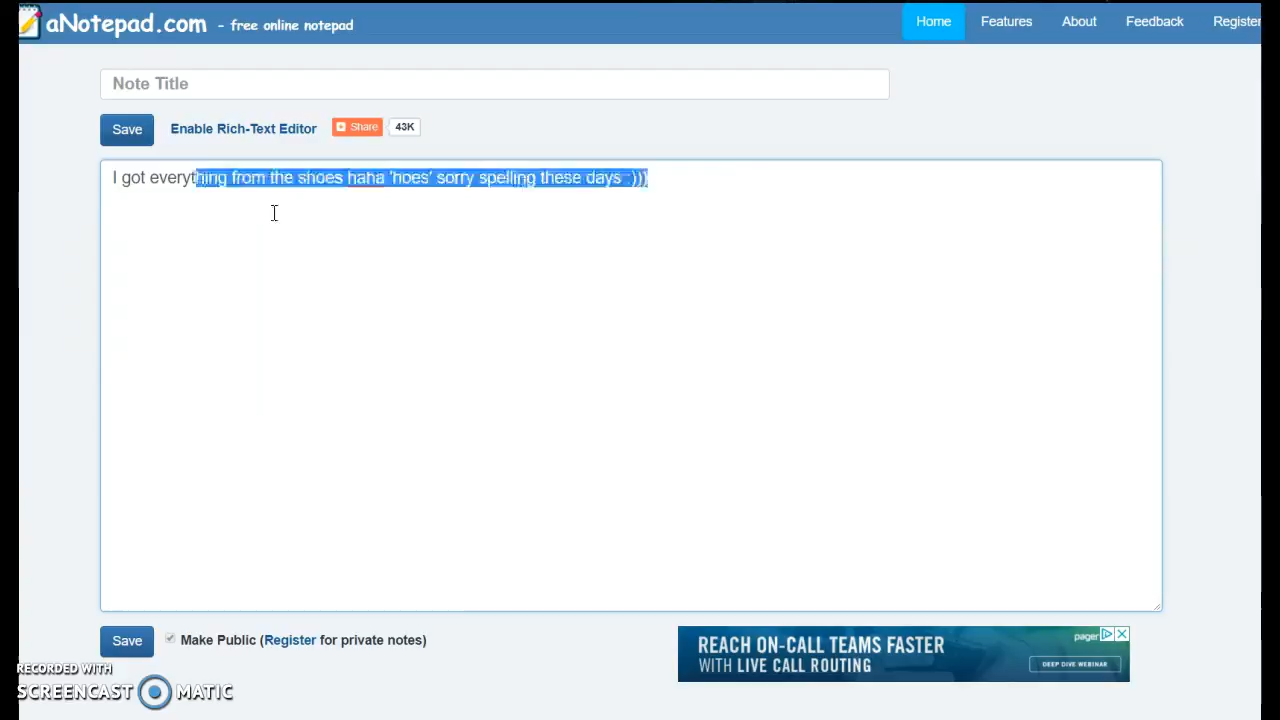 aNotepad.com - free online notepad
Home Features About Feedback Register
Note Title
Save Enable Rich-Text Editor Share 43K
I got everything from the shoes haha 'hoes' sorry spelling these days :)))
Save Make Public (Register for private notes)
REACH ON-CALL TEAMS FASTER
WITH LIVE CALL ROUTING
pager
DEEP DIVE WEBINAR
RECORDED WITH
SCREENCAST MATIC